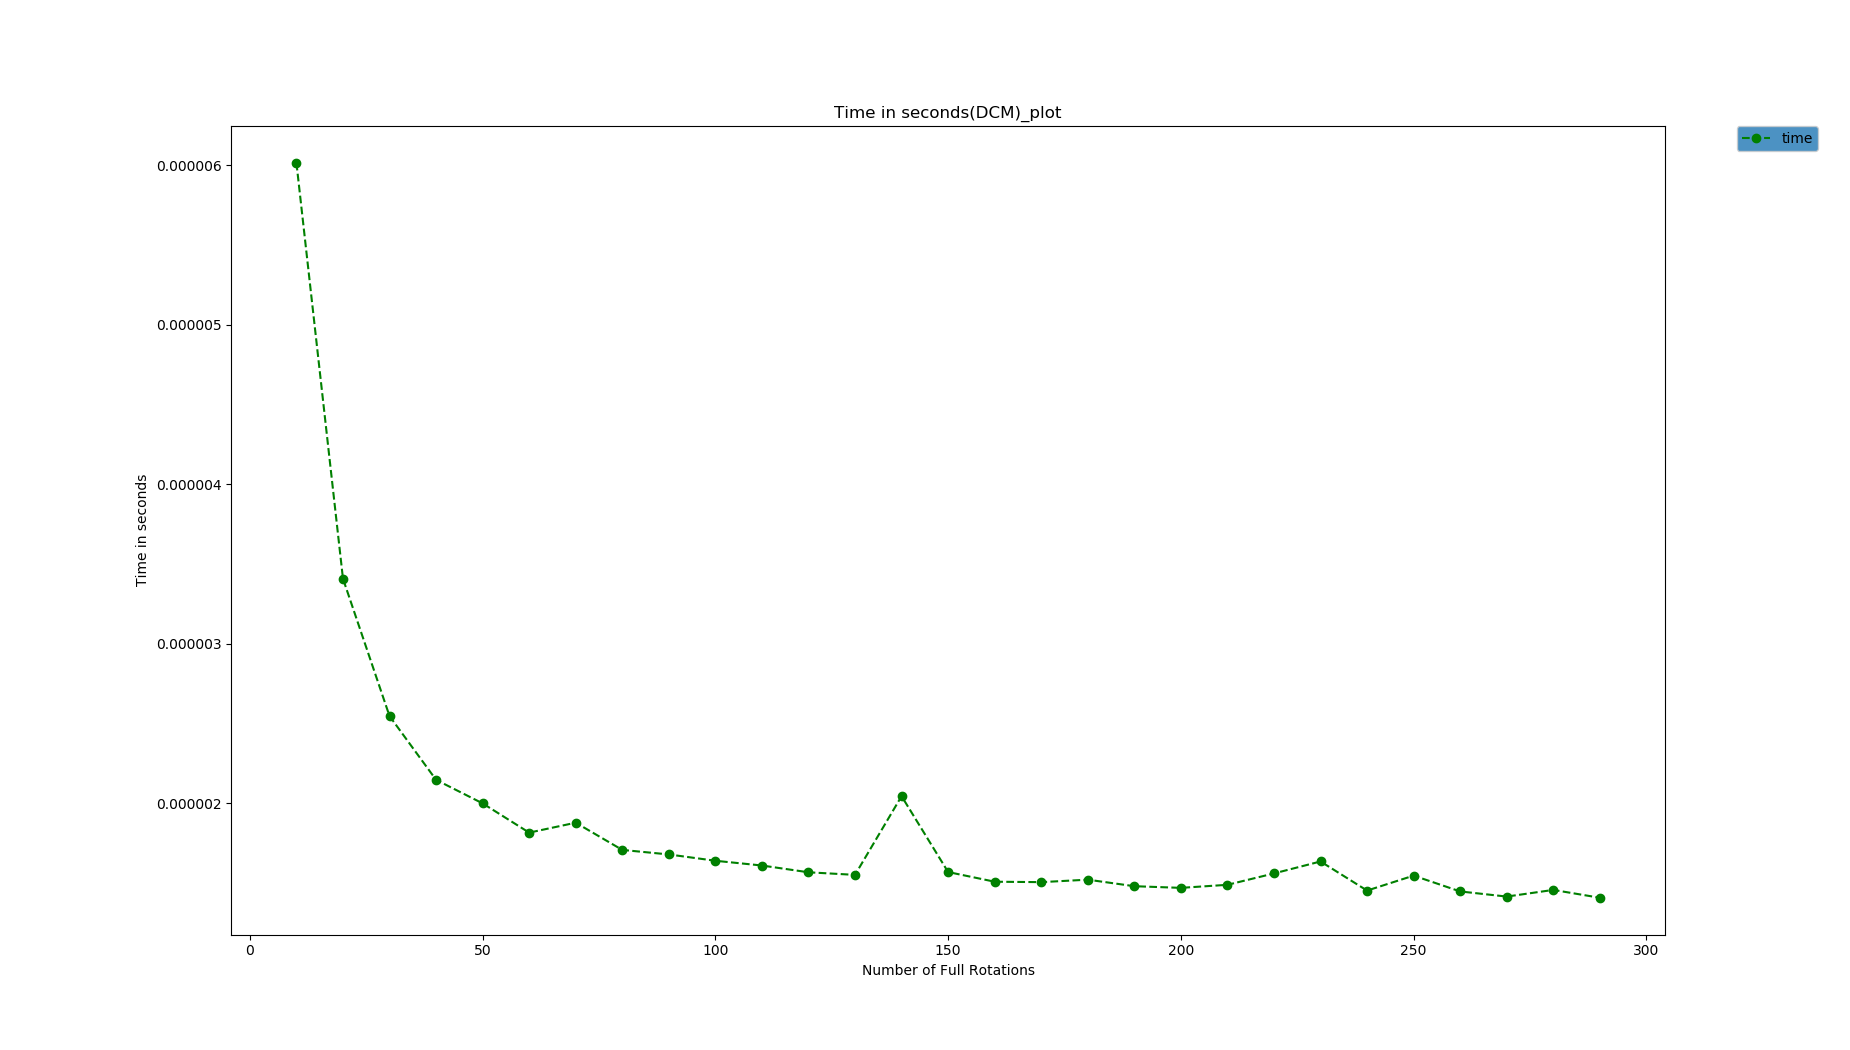 Time in seconds(DCM)_plot
time
0.000006
0.000005
0.000004
0.000003
0.000002
Time in seconds
0 50 100 150 200 250 300
Number of Full Rotations